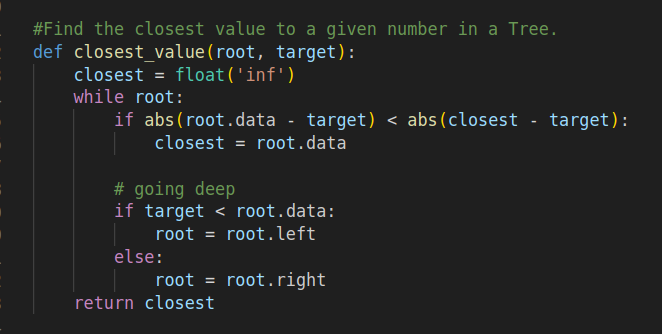 #Find the closest value to a given number in a Tree.
def closest_value(root, target):
    closest = float('inf')
    while root:
        if abs(root.data - target) < abs(closest - target):
            closest = root.data

        # going deep
        if target < root.data:
            root = root.left
        else:
            root = root.right
    return closest